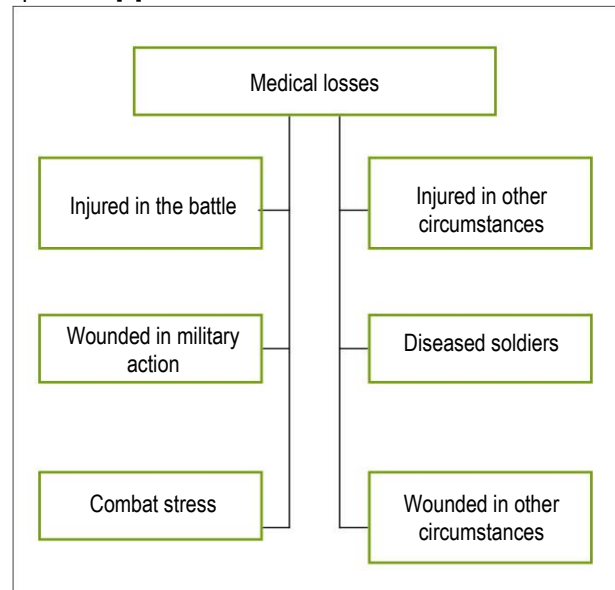 Medical losses
Injured in the battle
Injured in other
circumstances
Wounded in military
action
Diseased soldiers
Combat stress
Wounded in other
circumstances